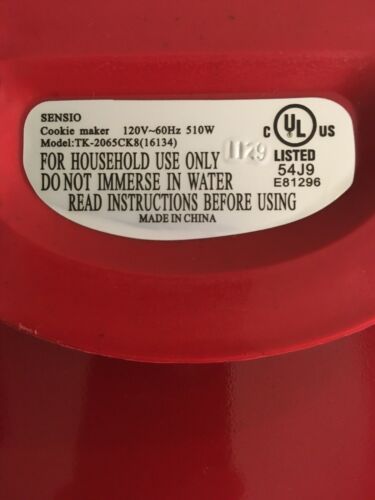 SENSIO
Cookie maker 120V~60Hz 510W
Model:TK-2065CK8(16134)
FOR HOUSEHOLD USE ONLY
DO NOT IMMERSE IN WATER
READ INSTRUCTIONS BEFORE USING
MADE IN CHINA
1129
C UL US
LISTED
54J9
E81296